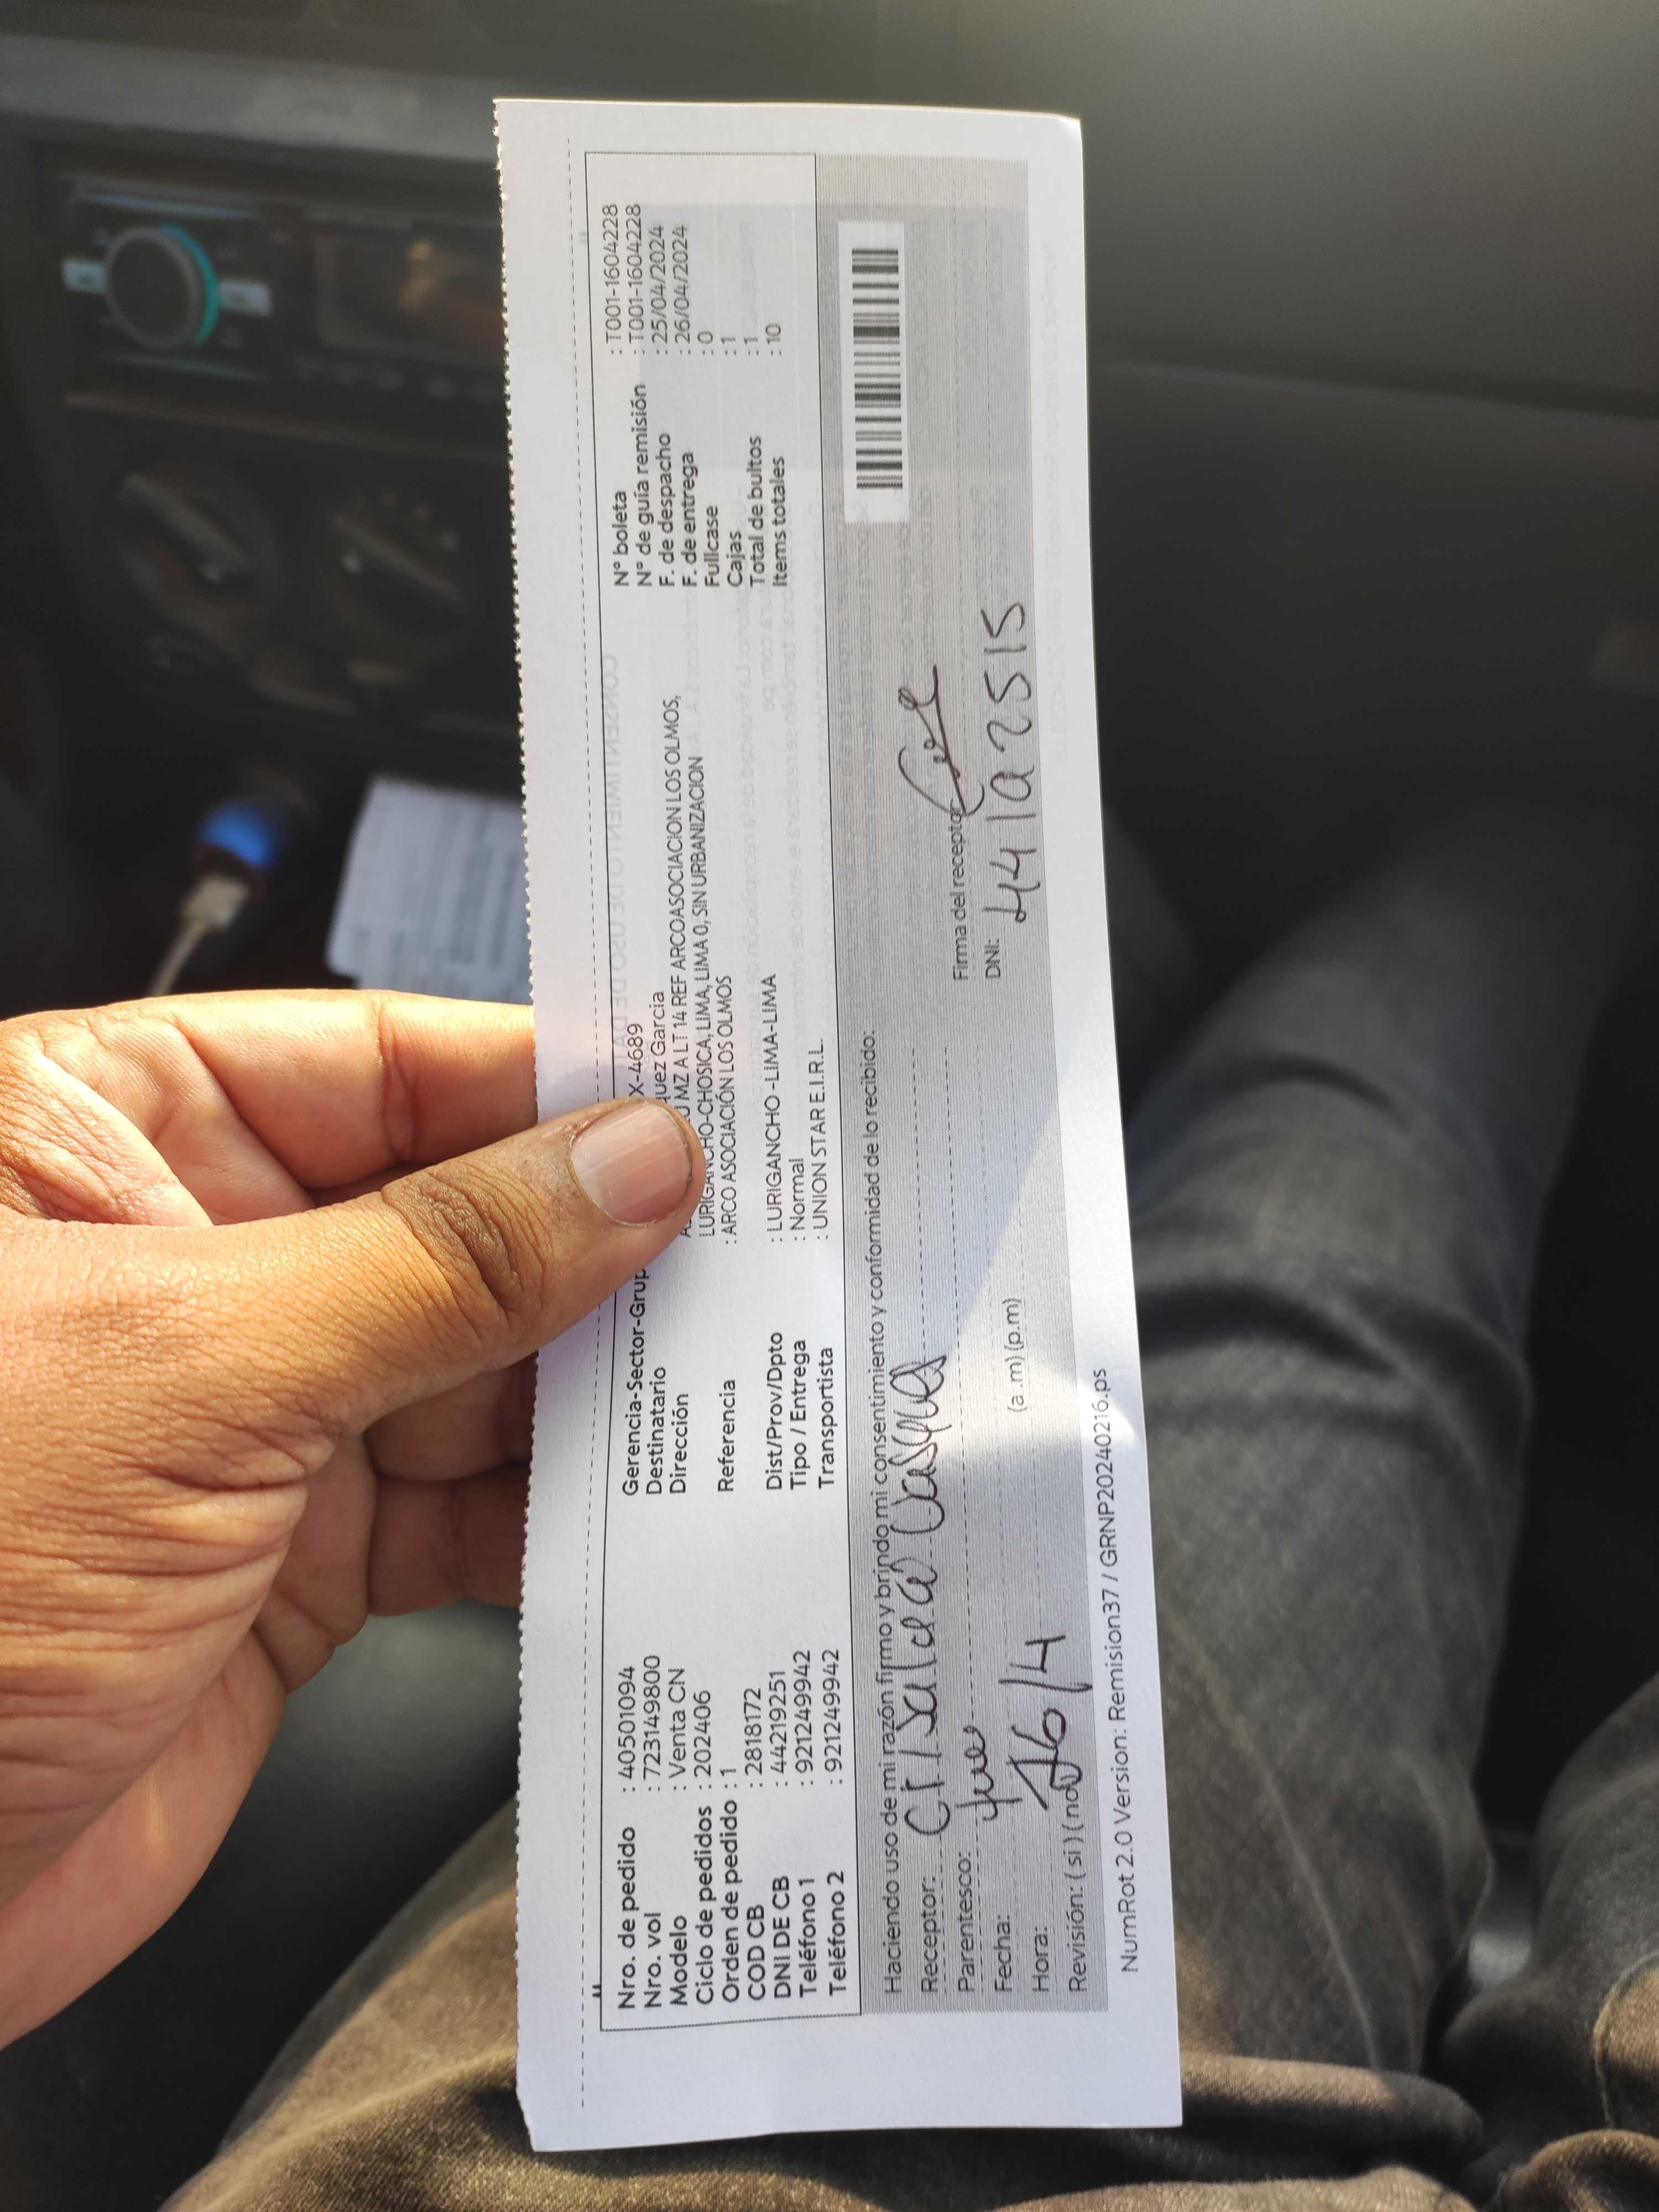 Nro. de pedido : 40501094
Nro. vol : 723149800
Modelo : Venta CN
Ciclo de pedidos : 202406
Orden de pedido : 1
COD CB : 2818172
DNI DE CB : 44219251
Teléfono 1 : 921249942
Teléfono 2 : 921249942
Gerencia-Sector-Grup X-4689
Destinatario quez Garcia
Dirección MZ A LT 14 REF ARCOASOCIACION LOS OLMOS,
LURIGANCHO-CHOSICA, LIMA, LIMA 0, SIN URBANIZACION
Referencia : ARCO ASOCIACIÓN LOS OLMOS
Dist/Prov/Dpto : LURIGANCHO -LIMA-LIMA
Tipo / Entrega : Normal
Transportista : UNION STAR E.I.R.L.
N° boleta : T001-1604228
N° de guía remisión : T001-1604228
F. de despacho : 25/04/2024
F. de entrega : 26/04/2024
Fullcase : 0
Cajas : 1
Total de bultos : 1
Items totales : 10
Haciendo uso de mi razón firmo y brindo mi consentimiento y conformidad de lo recibido:
Receptor:
Parentesco:
Fecha: 26/4
Hora: (a .m) (p.m)
Revisión: ( si ) ( no
Firma del receptor
DNI:
NumRot 2.0 Version: Remision37 / GRNP20240216.ps